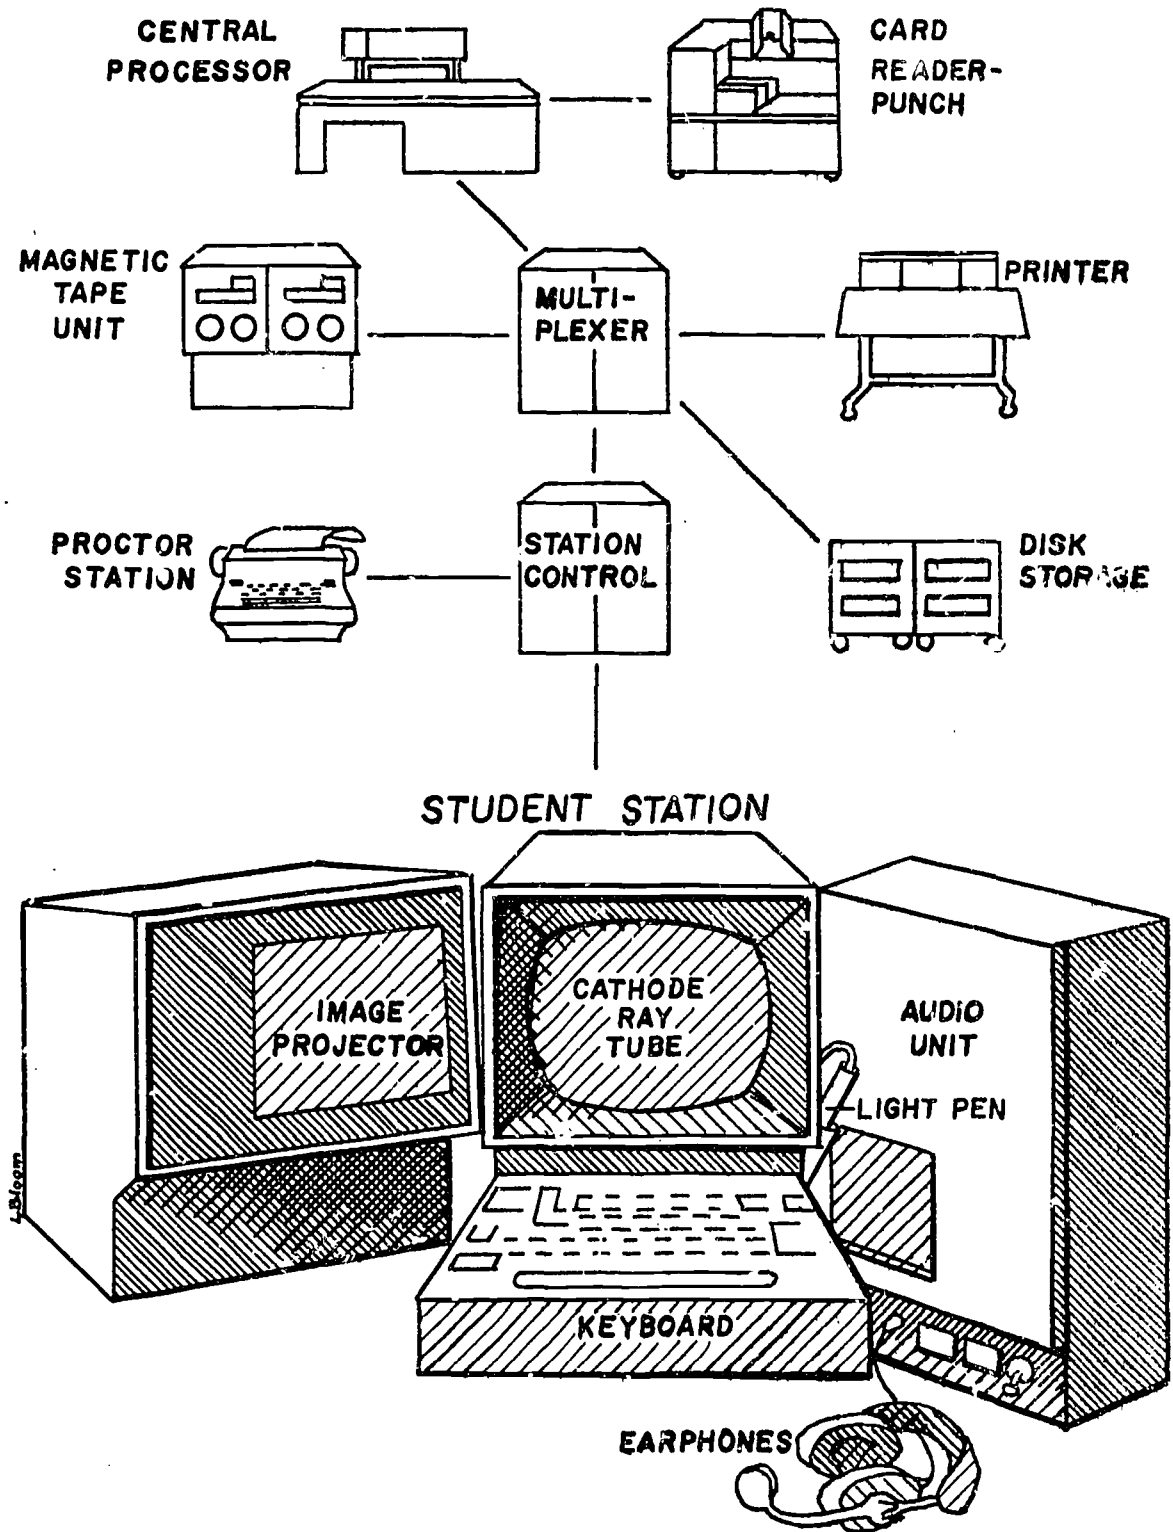 CENTRAL
PROCESSOR
CARD
READER-
PUNCH
MAGNETIC
TAPE
UNIT
MULTI-
PLEXER
PRINTER
PROCTOR
STATION
STATION
CONTROL
DISK
STORAGE
STUDENT STATION
IMAGE
PROJECTOR
CATHODE
RAY
TUBE
AUDIO
UNIT
LIGHT PEN
L.Bloom
KEYBOARD
EARPHONES